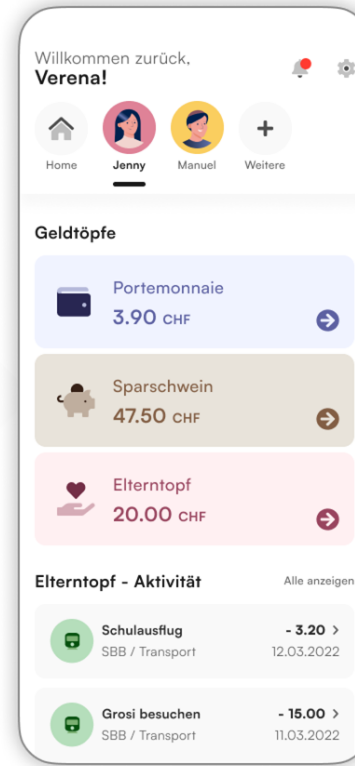 Willkommen zurück,
Verena!
Home
Jenny
Manuel
Weitere
Geldtöpfe
Portemonnaie
3.90 CHF
Sparschwein
47.50 CHF
Elterntopf
20.00 CHF
Elterntopf - Aktivität
Alle anzeigen
Schulausflug
- 3.20 >
SBB / Transport
12.03.2022
Grosi besuchen
- 15.00 >
SBB / Transport
11.03.2022